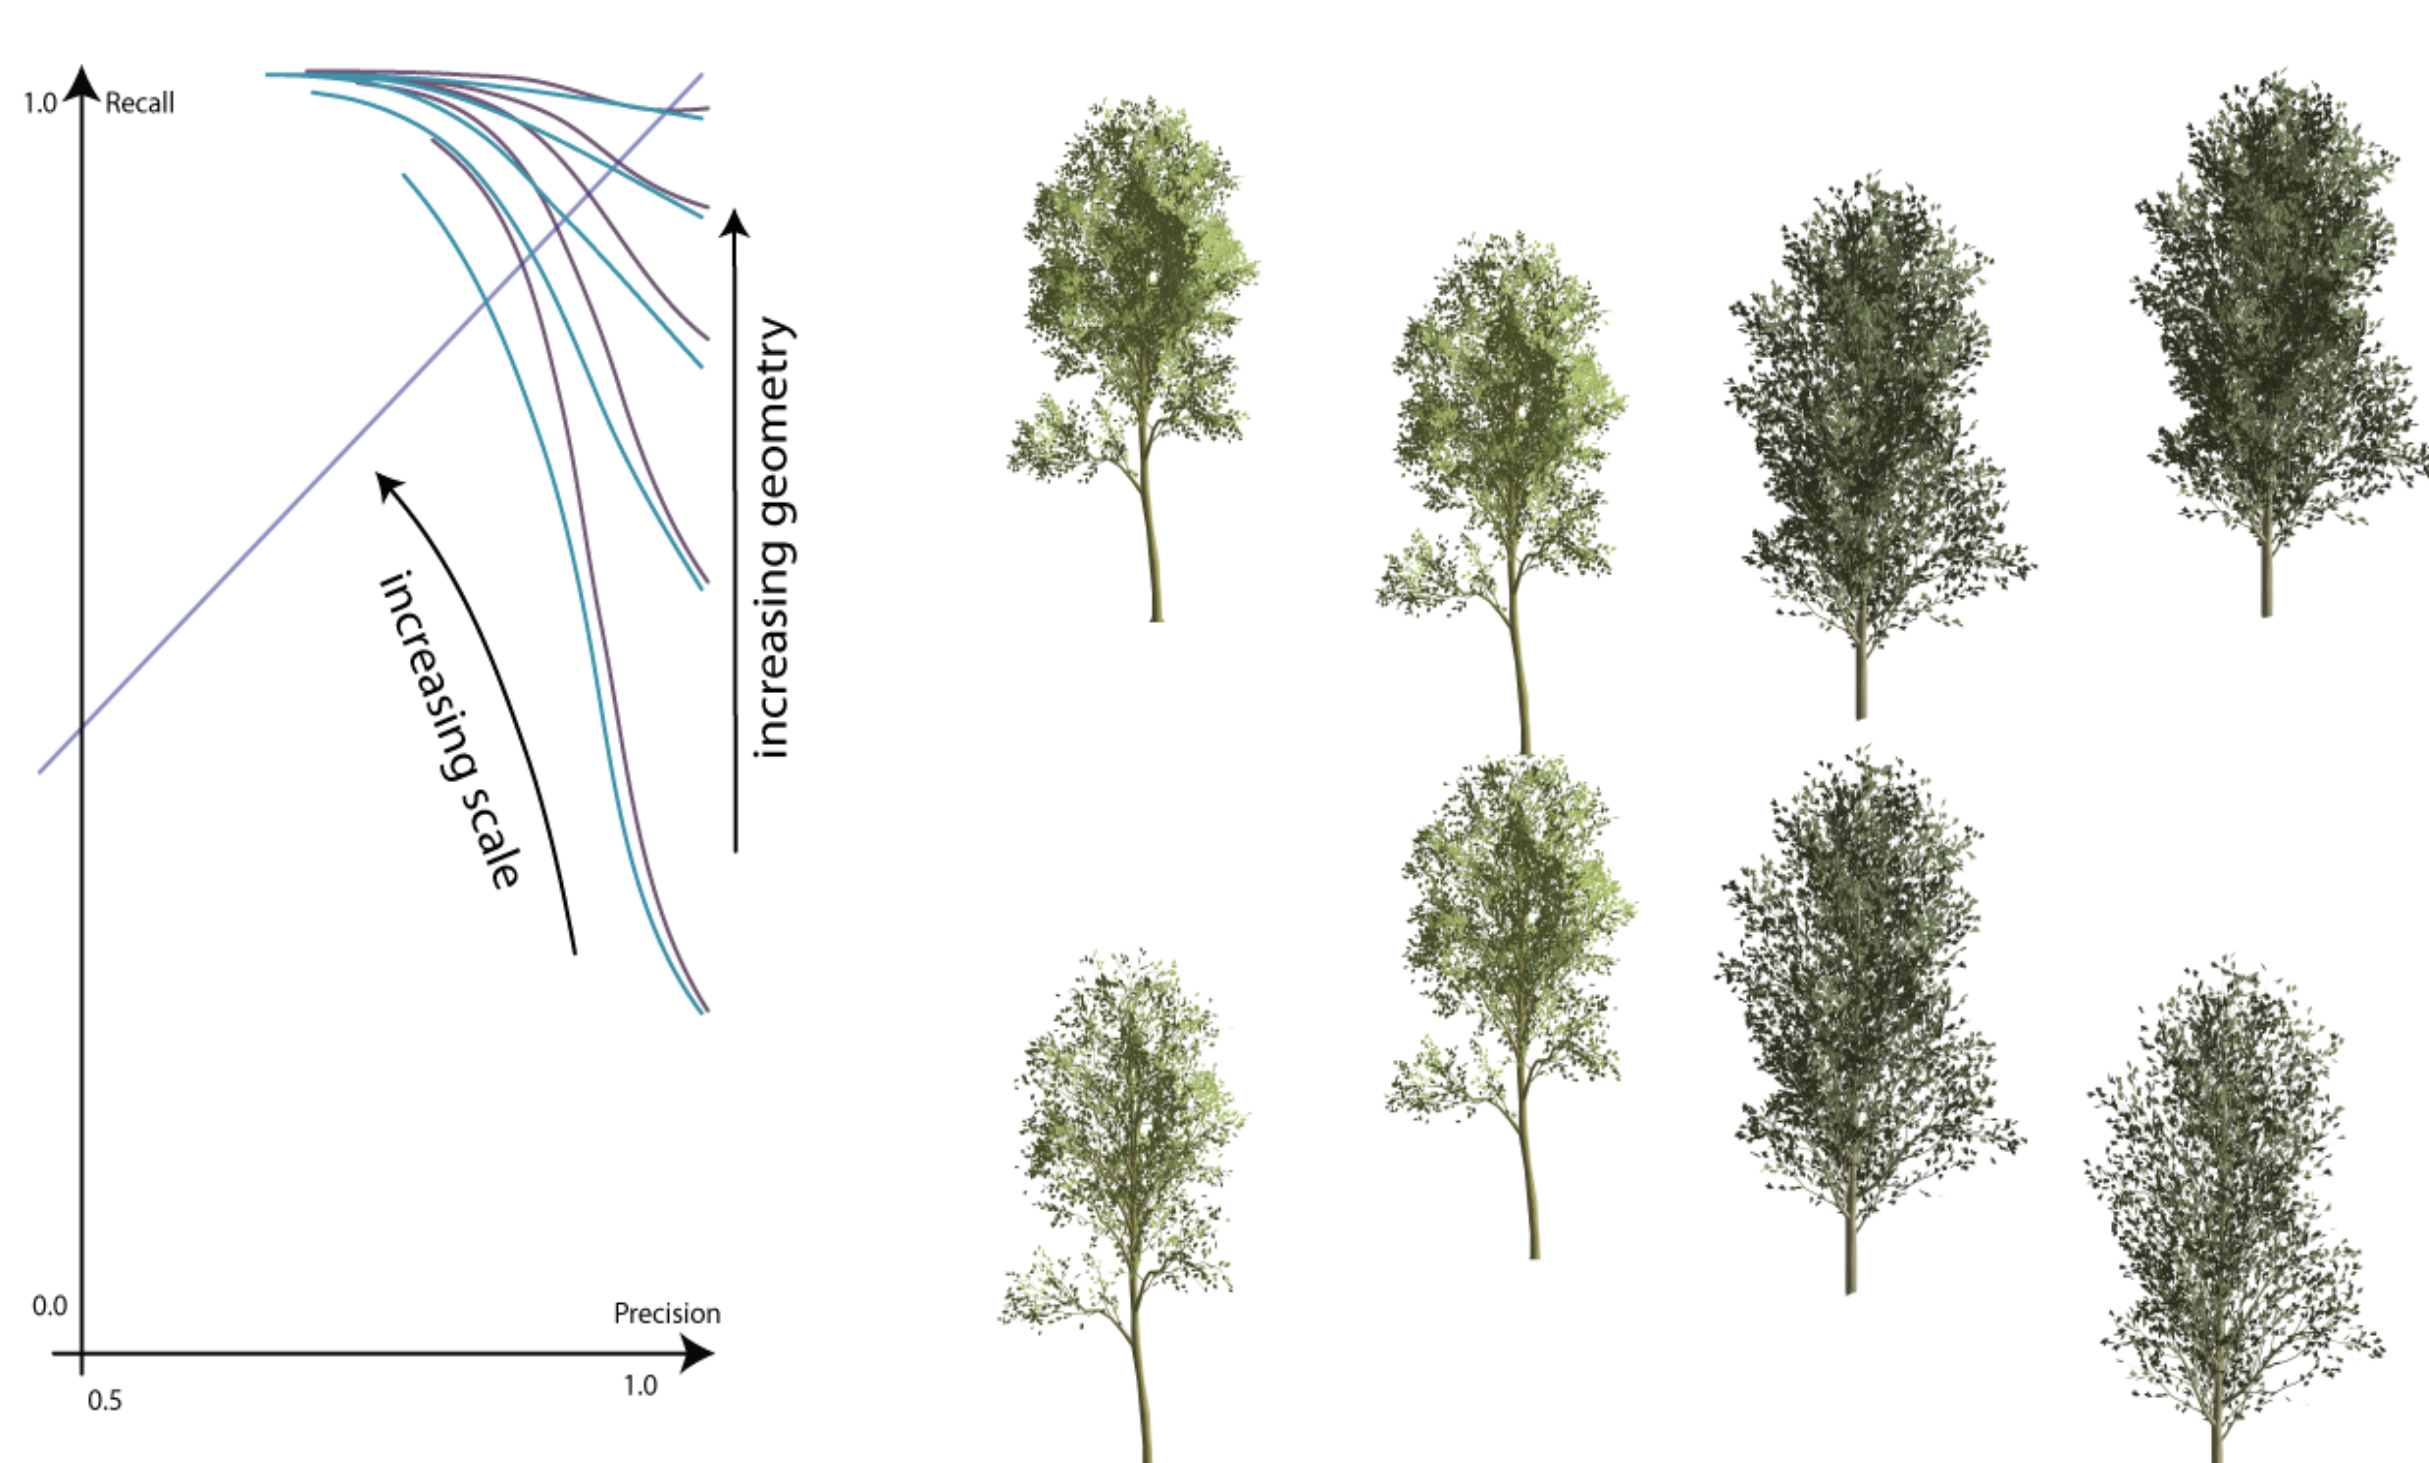 1.0
Recall
increasing geometry
increasing scale
0.0
Precision
0.5
1.0